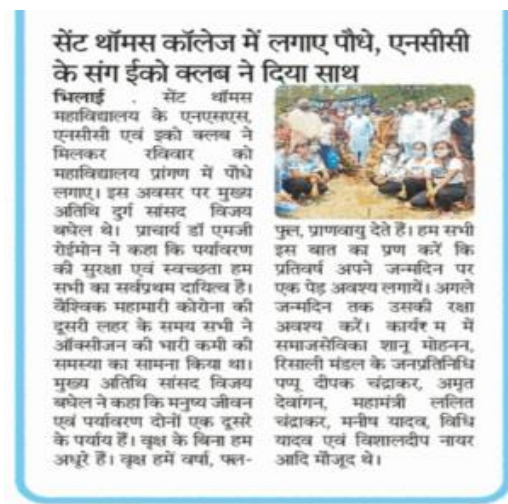 सेंट थॉमस कॉलेज में लगाए पौधे, एनसीसी
के संग ईको क्लब ने दिया साथ
भिलाई . सेंट थॉमस
महाविद्यालय के एनएसएस,
एनसीसी एवं इको क्लब ने
मिलकर रविवार को
महाविद्यालय प्रांगण में पौधे
लगाए। इस अवसर पर मुख्य
अतिथि दुर्ग सांसद विजय
बघेल थे। प्राचार्य डॉ एमजी
रोईमोन ने कहा कि पर्यावरण
की सुरक्षा एवं स्वच्छता हम
सभी का सर्वप्रथम दायित्व है।
वैश्विक महामारी कोरोना की
दूसरी लहर के समय सभी ने
ऑक्सीजन की भारी कमी की
समस्या का सामना किया था।
मुख्य अतिथि सांसद विजय
बघेल ने कहा कि मनुष्य जीवन
एवं पर्यावरण दोनों एक दूसरे
के पर्याय हैं। वृक्ष के बिना हम
अधूरे हैं। वृक्ष हमें वर्षा, फल-
फुल, प्राणवायु देते हैं। हम सभी
इस बात का प्रण करें कि
प्रतिवर्ष अपने जन्मदिन पर
एक पेड़ अवश्य लगायें। अगले
जन्मदिन तक उसकी रक्षा
अवश्य करें। कार्यर म में
समाजसेविका शानू मोहनन,
रिसाली मंडल के जनप्रतिनिधि
पप्पू दीपक चंद्राकर, अमृत
देवांगन, महामंत्री ललित
चंद्राकर, मनीष यादव, विधि
यादव एवं विशालदीप नायर
आदि मौजूद थे।